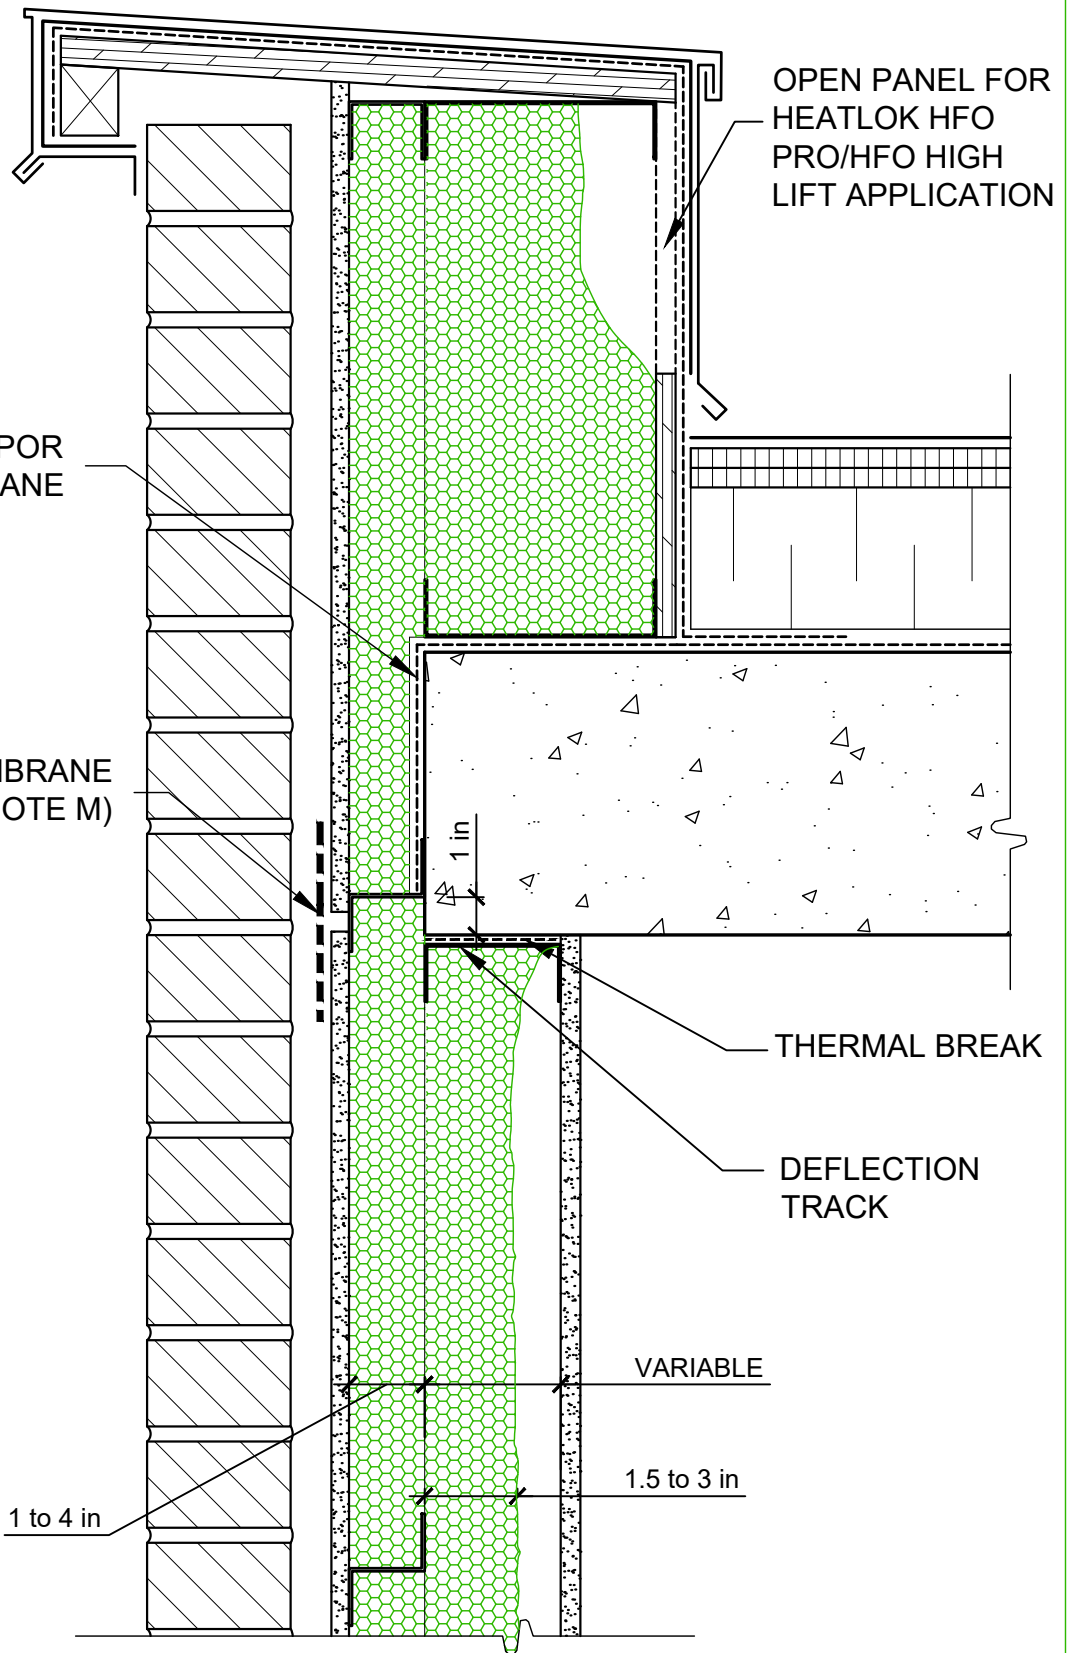 OPEN PANEL FOR
HEATLOK HFO
PRO/HFO HIGH
LIFT APPLICATION
POR
ANE
MBRANE
OTE M)
1 in
THERMAL BREAK
DEFLECTION
TRACK
VARIABLE
1.5 to 3 in
1 to 4 in